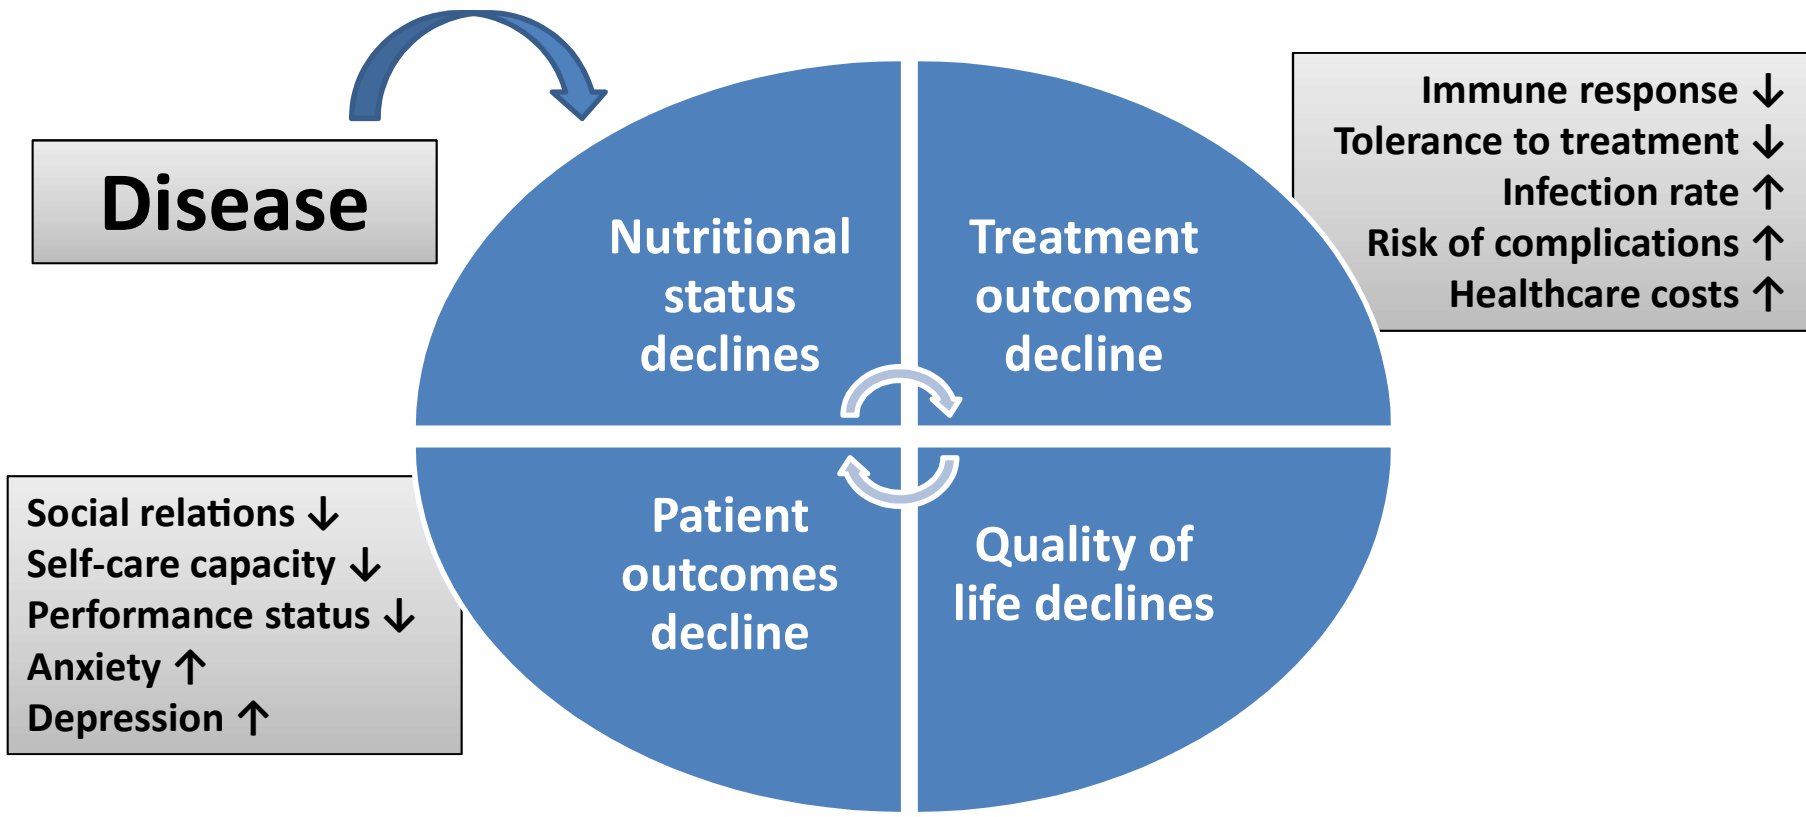 Disease
Nutritional
status
declines
Treatment
outcomes
decline
Immune response ↓
Tolerance to treatment ↓
Infection rate ↑
Risk of complications ↑
Healthcare costs ↑
Social relations ↓
Self-care capacity ↓
Performance status ↓
Anxiety ↑
Depression ↑
Patient
outcomes
decline
Quality of
life declines